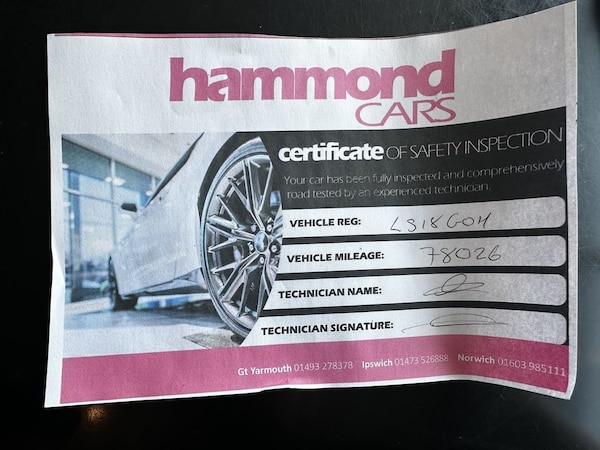 hammond
CARS
certificate OF SAFETY INSPECTION
Your car has been fully inspected and comprehensively
road tested by an experienced technician.
VEHICLE REG: LS18GOH
VEHICLE MILEAGE: 78026
TECHNICIAN NAME:
TECHNICIAN SIGNATURE:
Gt Yarmouth 01493 278378 Ipswich 01473 526888 Norwich 01603 985111